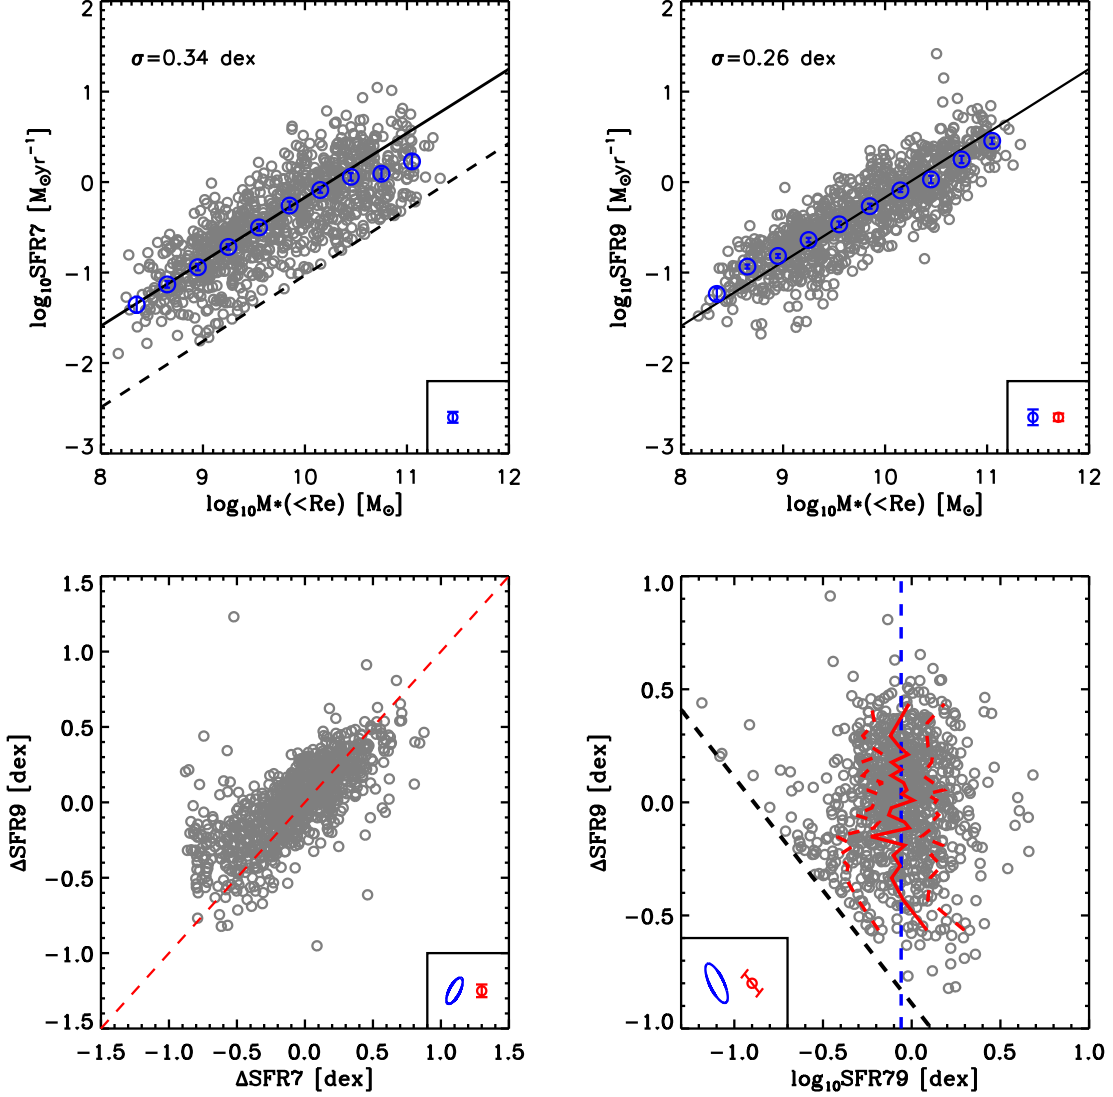 2
1
0
−1
−2
−3
8
9
10
11
12
log₁₀SFR7 [M⊙yr⁻¹]
log₁₀M*(<Re) [M⊙]
σ=0.34 dex
2
1
0
−1
−2
−3
8
9
10
11
12
log₁₀SFR9 [M⊙yr⁻¹]
log₁₀M*(<Re) [M⊙]
σ=0.26 dex
1.5
1.0
0.5
0.0
−0.5
−1.0
−1.5
−1.5 −1.0 −0.5 0.0 0.5 1.0 1.5
ΔSFR9 [dex]
ΔSFR7 [dex]
1.0
0.5
0.0
−0.5
−1.0
−1.0 −0.5 0.0 0.5 1.0
ΔSFR9 [dex]
log₁₀SFR79 [dex]